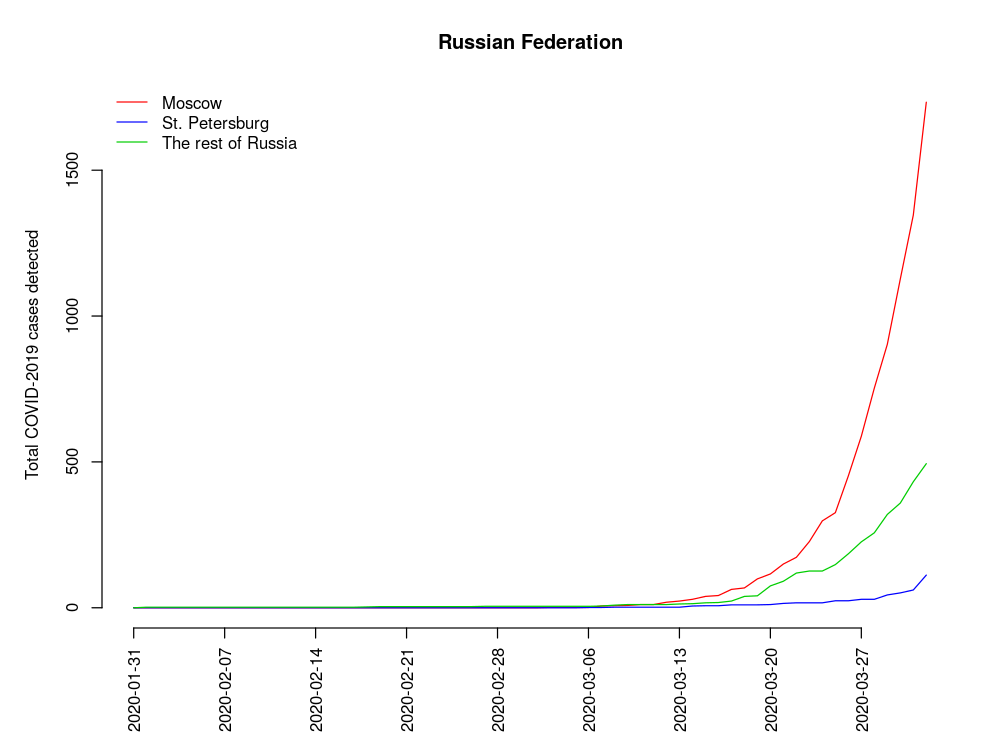 Russian Federation
Moscow
St. Petersburg
The rest of Russia
Total COVID-2019 cases detected
1500
1000
500
0
2020-01-31
2020-02-07
2020-02-14
2020-02-21
2020-02-28
2020-03-06
2020-03-13
2020-03-20
2020-03-27